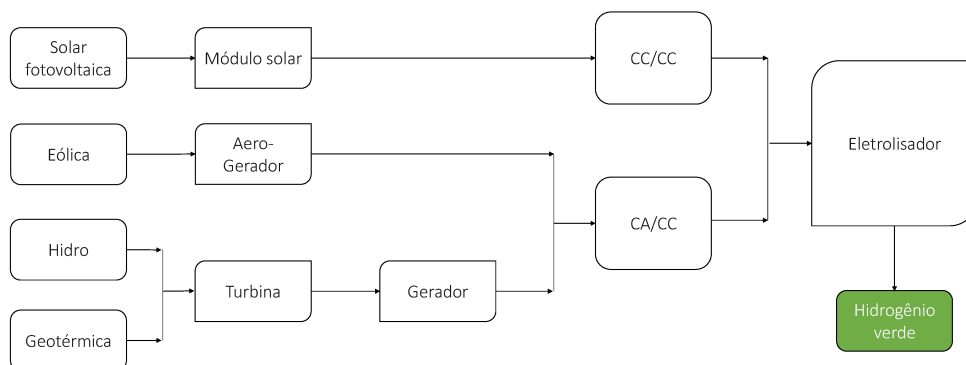 Solar
fotovoltaica
Módulo solar
CC/CC
Eólica
Aero-
Gerador
Eletrolisador
CA/CC
Hidro
Turbina
Gerador
Geotérmica
Hidrogênio
verde